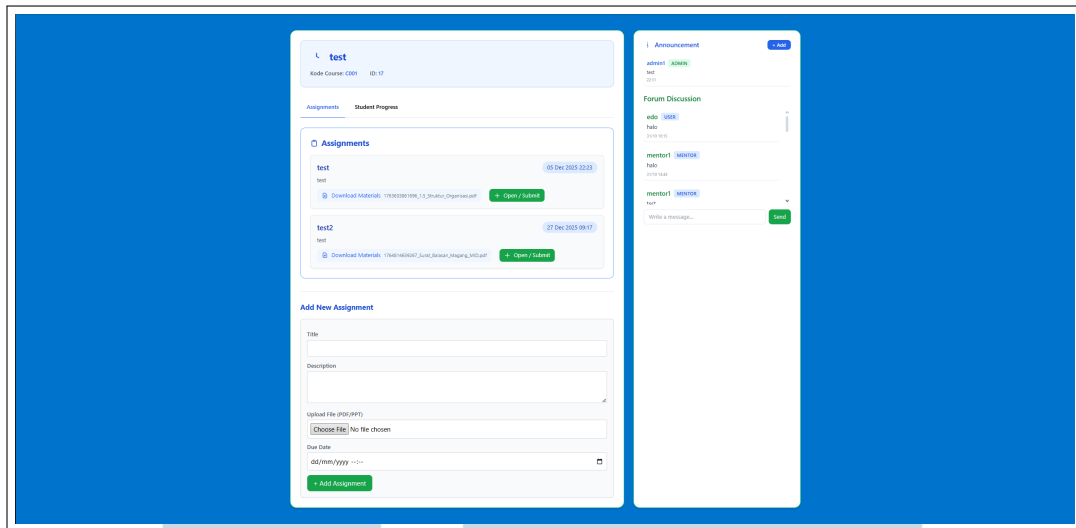 test
Kode Course: C001 ID: 17
Assignments Student Progress
Assignments
test 05 Dec 2025 22:23
test
Download Materials + Open / Submit
test2 27 Dec 2025 09:17
test
Download Materials + Open / Submit
Add New Assignment
Title
Description
Upload File (PDF/PPT)
Choose File No file chosen
Due Date
dd/mm/yyyy --:--
+ Add Assignment
Announcement + Add
admin1 ADMIN
test
Forum Discussion
edo USER
halo
mentor1 MENTOR
halo
mentor1 MENTOR
test
Write a message... Send